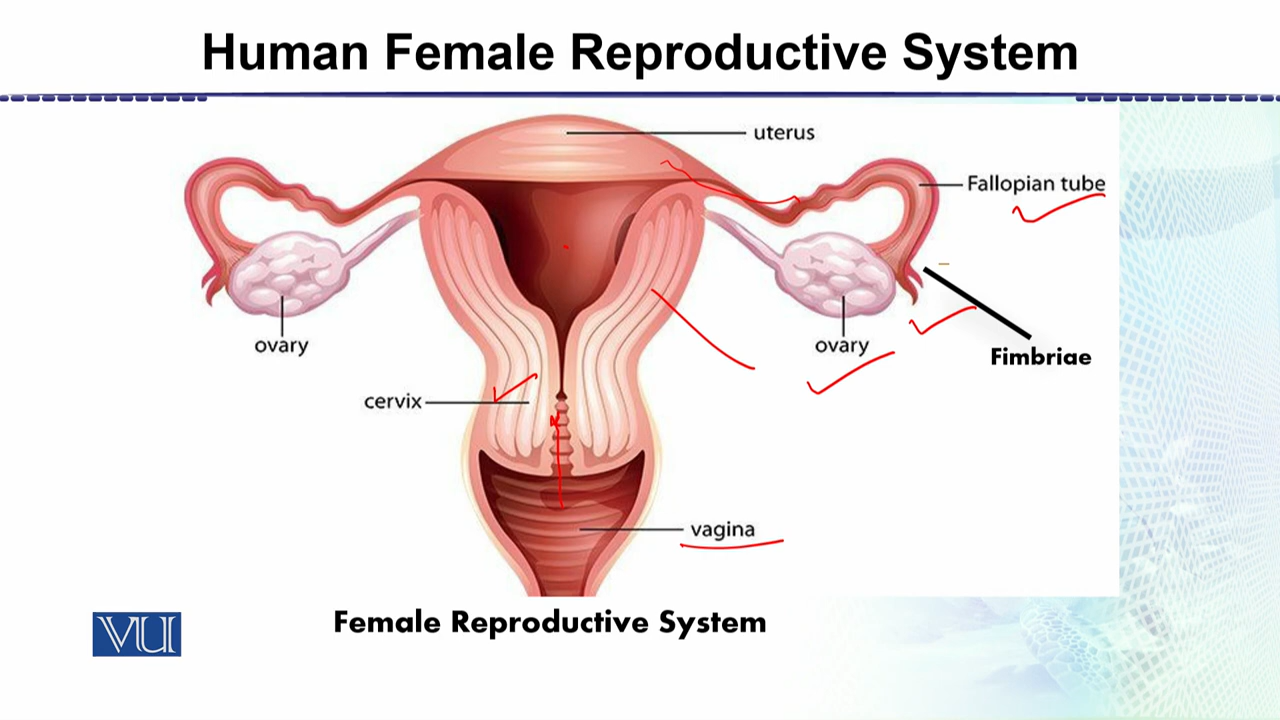 Human Female Reproductive System
uterus
Fallopian tube
ovary
ovary
Fimbriae
cervix
vagina
Female Reproductive System
VU